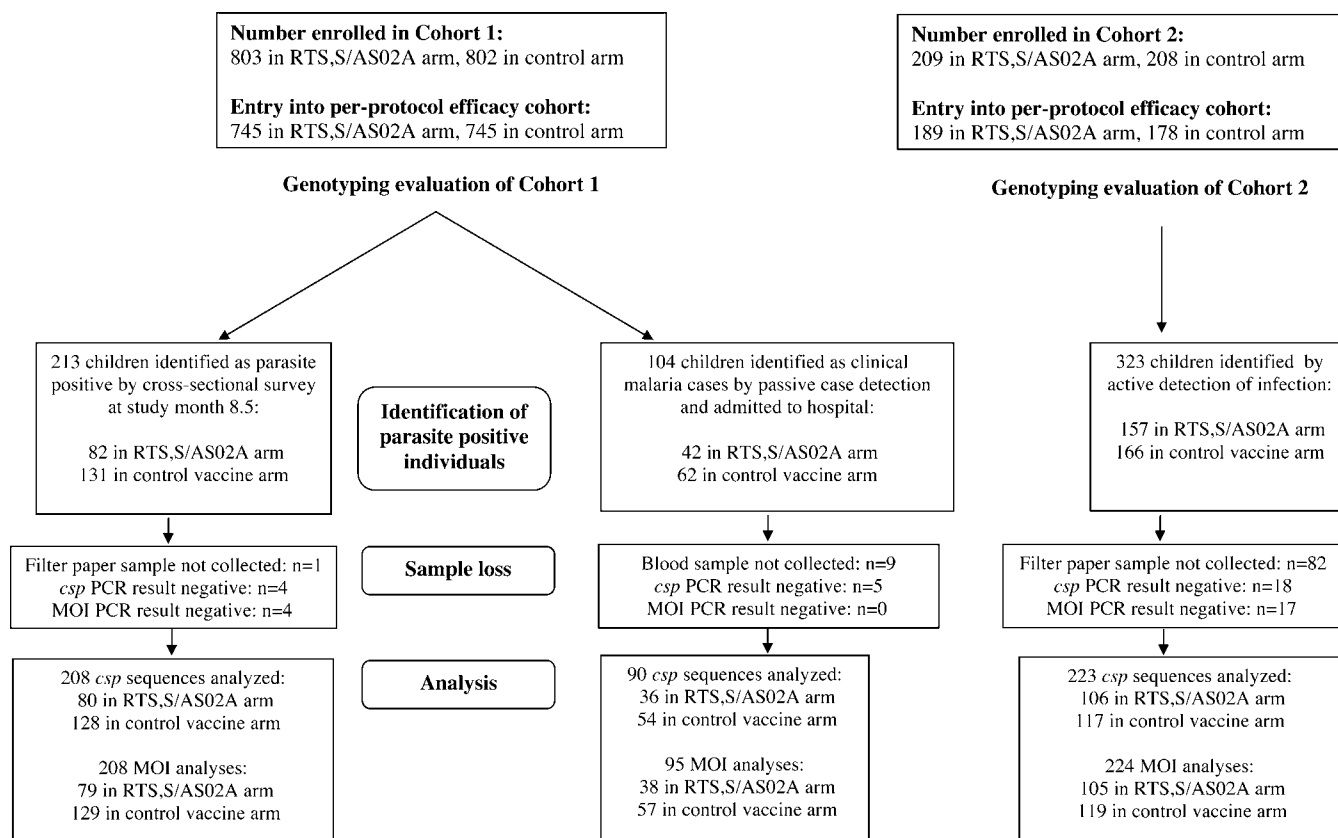 Number enrolled in Cohort 1:
803 in RTS,S/AS02A arm, 802 in control arm
Entry into per-protocol efficacy cohort:
745 in RTS,S/AS02A arm, 745 in control arm
Number enrolled in Cohort 2:
209 in RTS,S/AS02A arm, 208 in control arm
Entry into per-protocol efficacy cohort:
189 in RTS,S/AS02A arm, 178 in control arm
Genotyping evaluation of Cohort 1
Genotyping evaluation of Cohort 2
213 children identified as parasite
positive by cross-sectional survey
at study month 8.5:
82 in RTS,S/AS02A arm
131 in control vaccine arm
Identification of
parasite positive
individuals
104 children identified as clinical
malaria cases by passive case detection
and admitted to hospital:
42 in RTS,S/AS02A arm
62 in control vaccine arm
323 children identified by
active detection of infection:
157 in RTS,S/AS02A arm
166 in control vaccine arm
Filter paper sample not collected: n=1
csp PCR result negative: n=4
MOI PCR result negative: n=4
Sample loss
Blood sample not collected: n=9
csp PCR result negative: n=5
MOI PCR result negative: n=0
Filter paper sample not collected: n=82
csp PCR result negative: n=18
MOI PCR result negative: n=17
208 csp sequences analyzed:
80 in RTS,S/AS02A arm
128 in control vaccine arm
208 MOI analyses:
79 in RTS,S/AS02A arm
129 in control vaccine arm
Analysis
90 csp sequences analyzed:
36 in RTS,S/AS02A arm
54 in control vaccine arm
95 MOI analyses:
38 in RTS,S/AS02A arm
57 in control vaccine arm
223 csp sequences analyzed:
106 in RTS,S/AS02A arm
117 in control vaccine arm
224 MOI analyses:
105 in RTS,S/AS02A arm
119 in control vaccine arm